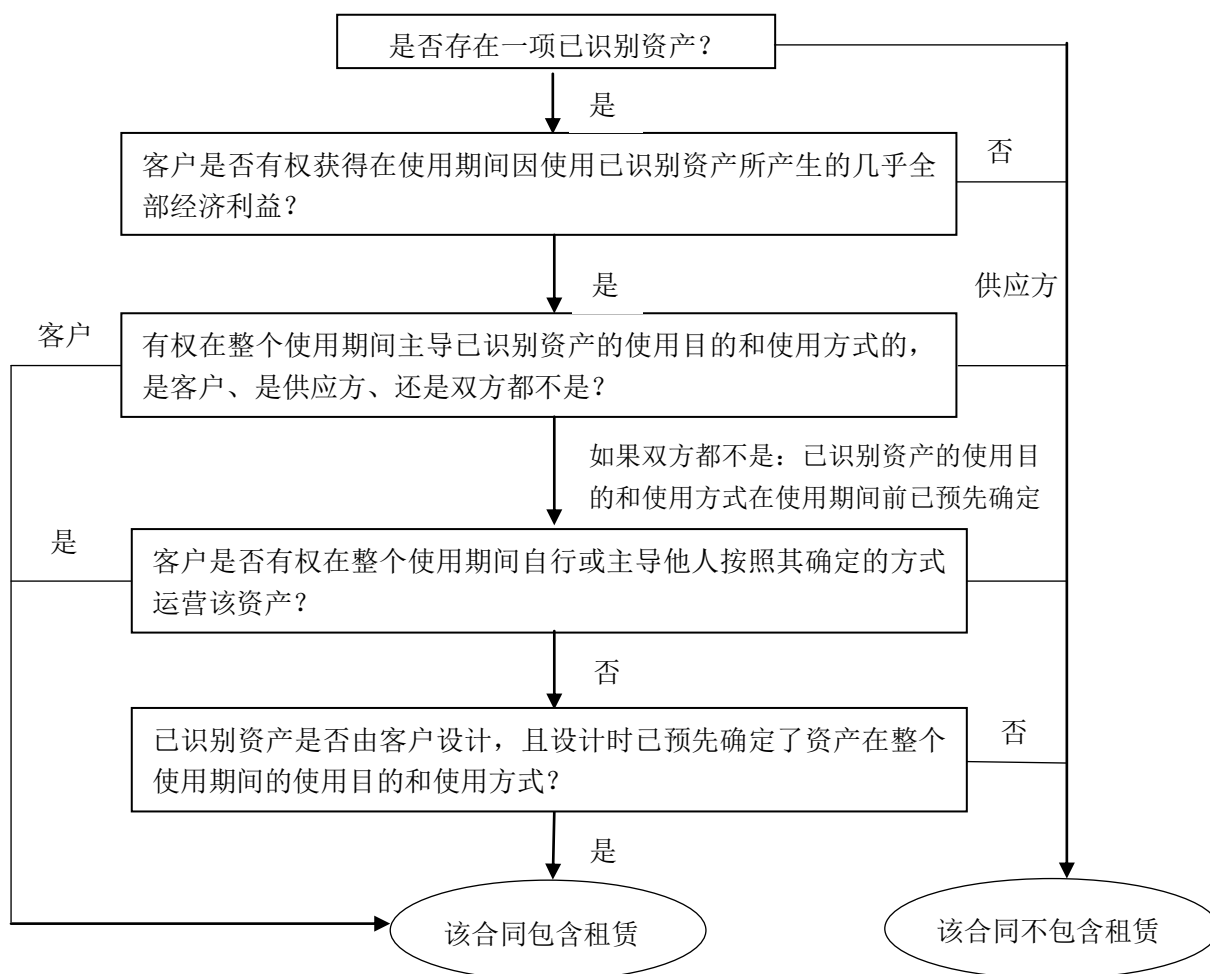 是否存在一项已识别资产？
是
客户是否有权获得在使用期间因使用已识别资产所产生的几乎全
部经济利益？
否
是
供应方
客户
有权在整个使用期间主导已识别资产的使用目的和使用方式的，
是客户、是供应方、还是双方都不是？
如果双方都不是：已识别资产的使用目
的和使用方式在使用期间前已预先确定
是
客户是否有权在整个使用期间自行或主导他人按照其确定的方式
运营该资产？
否
已识别资产是否由客户设计，且设计时已预先确定了资产在整个
使用期间的使用目的和使用方式？
否
是
该合同包含租赁
该合同不包含租赁